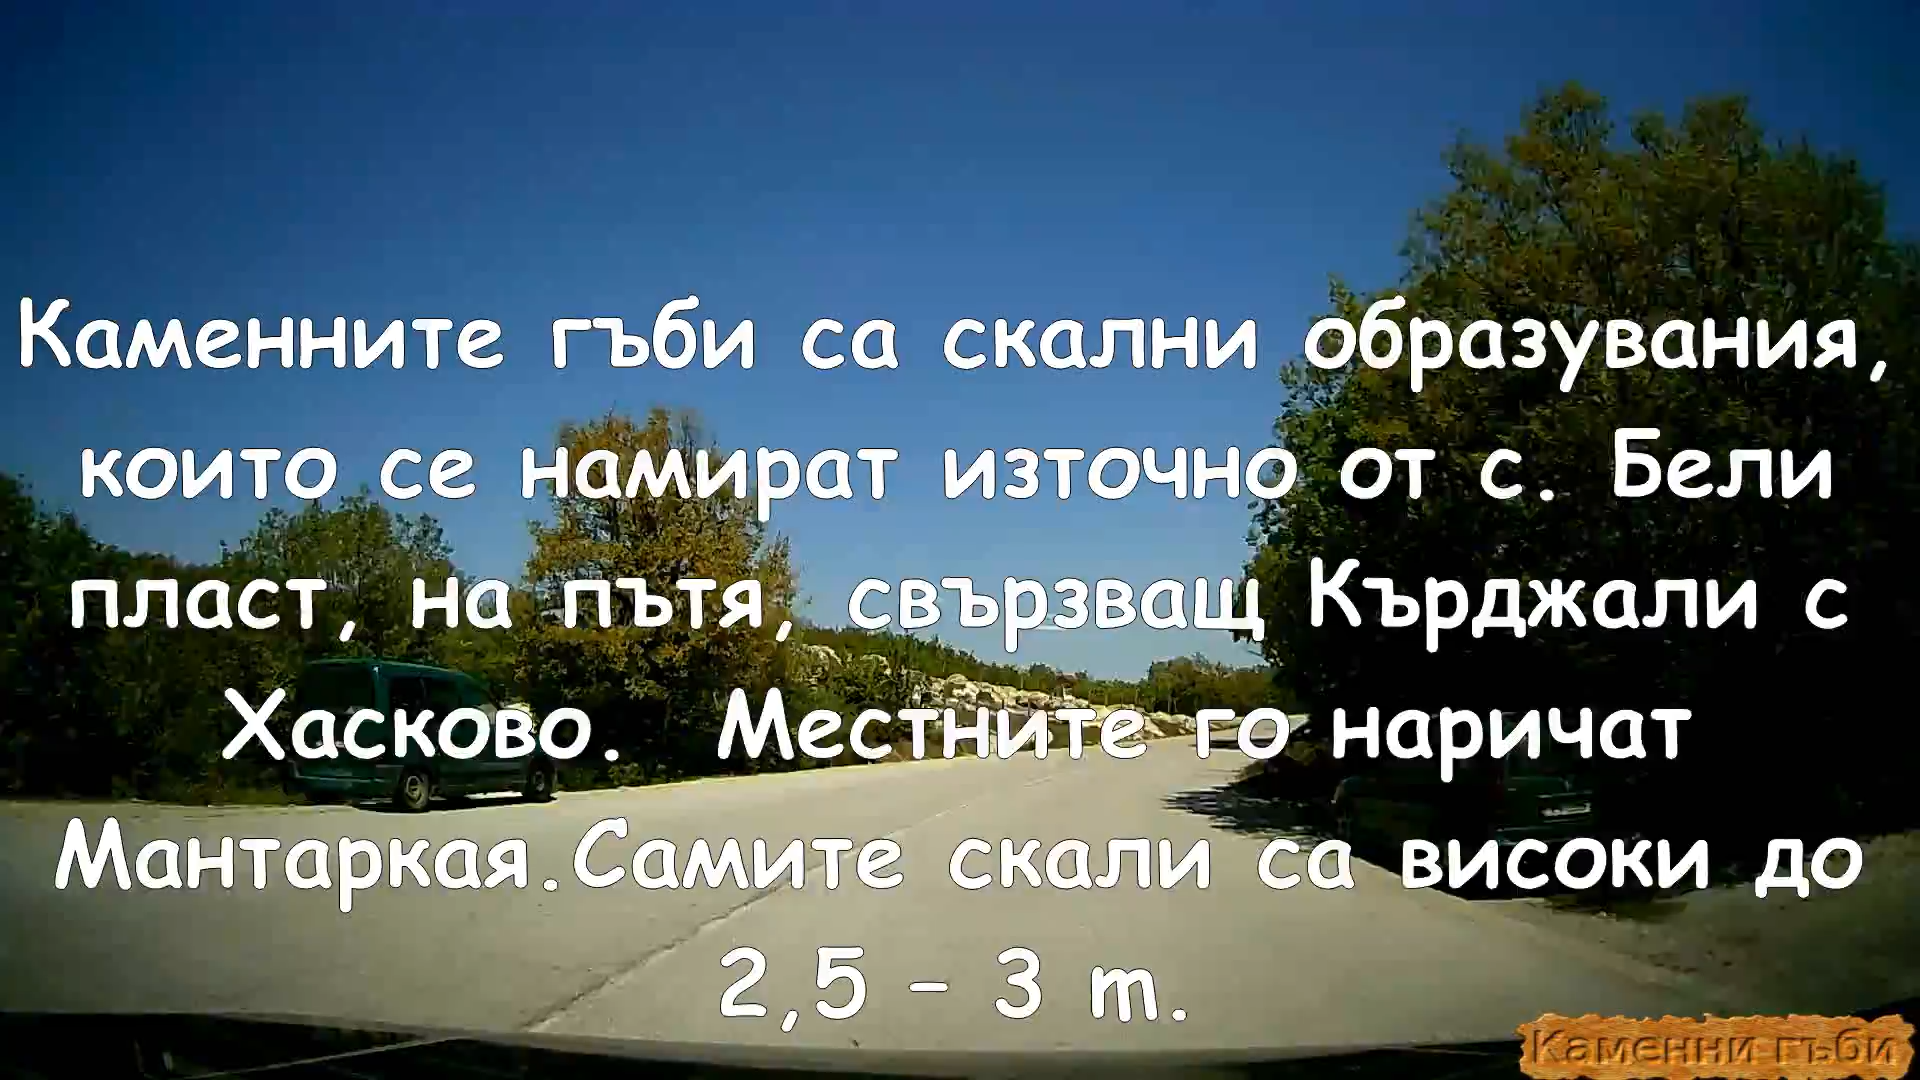 Каменните гъби са скални образувания,
които се намират източно от с. Бели
пласт, на пътя, свързващ Кърджали с
Хасково. Местните го наричат
Мантаркая.Самите скали са високи до
2,5 – 3 m.
Каменни гъби